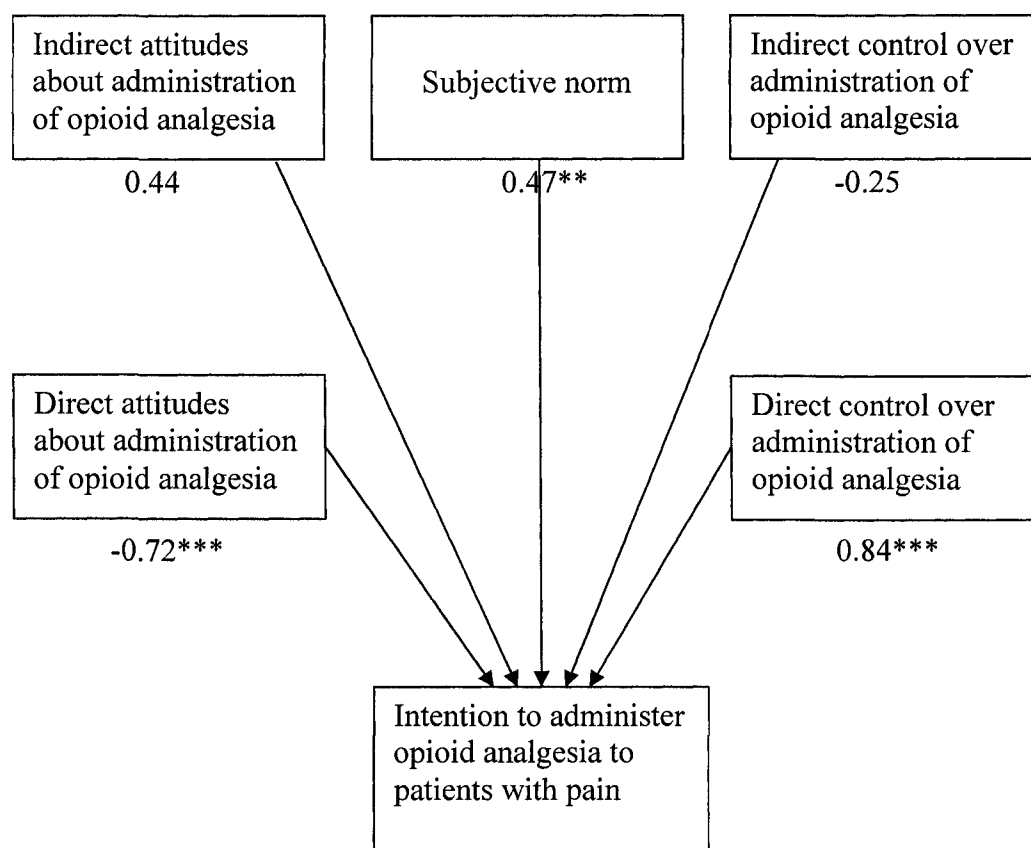 Indirect attitudes
about administration
of opioid analgesia
0.44
Subjective norm
0.47**
Indirect control over
administration of
opioid analgesia
-0.25
Direct attitudes
about administration
of opioid analgesia
-0.72***
Direct control over
administration of
opioid analgesia
0.84***
Intention to administer
opioid analgesia to
patients with pain